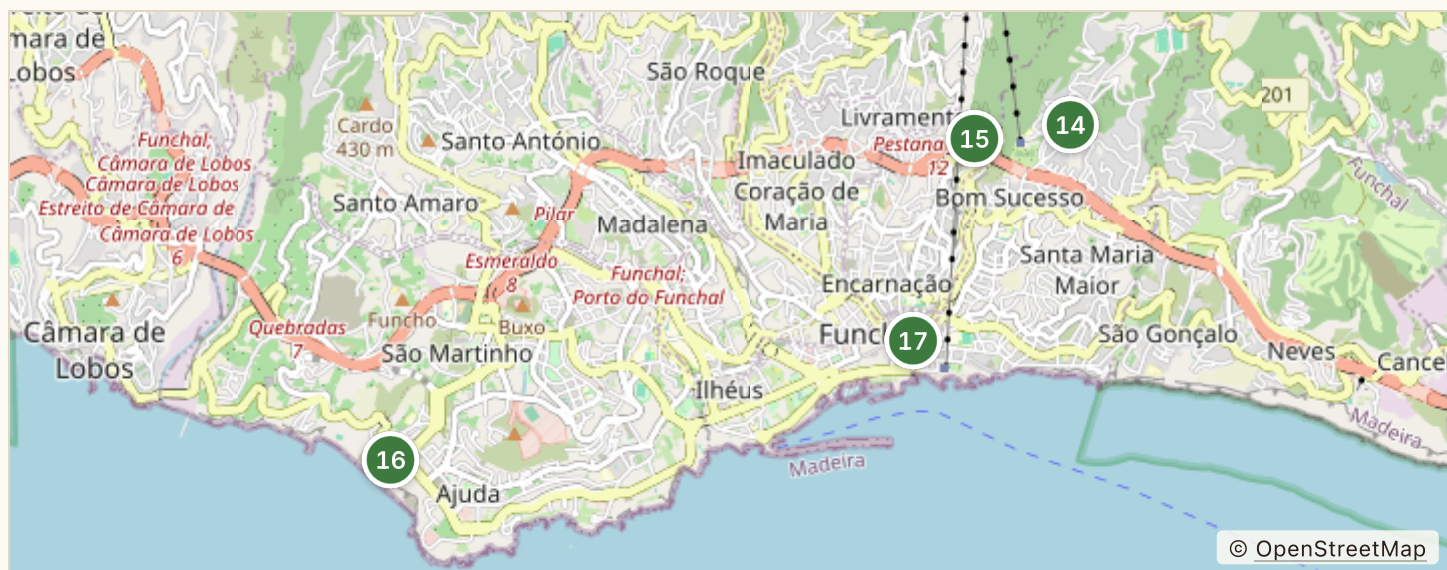 mara de
Lobos
São Roque
201
Livrament
Cardo
430 m
Santo António
Funchal;
Câmara de Lobos
Câmara de Lobos
Estreito de Câmara de
Câmara de Lobos
6
15
14
Pestana
12
Imaculado
Coração de
Maria
Bom Sucesso
Funchal
Santo Amaro
Pilar
Madalena
Esmeraldo
8
Funchal;
Porto do Funchal
Santa Maria
Maior
Encarnação
Câmara de
Lobos
Quebradas
7
Funcho
Buxo
São Martinho
Funch
17
São Gonçalo
Neves
Cance
Ilhéus
Madeira
16
Ajuda
Madeira
© OpenStreetMap